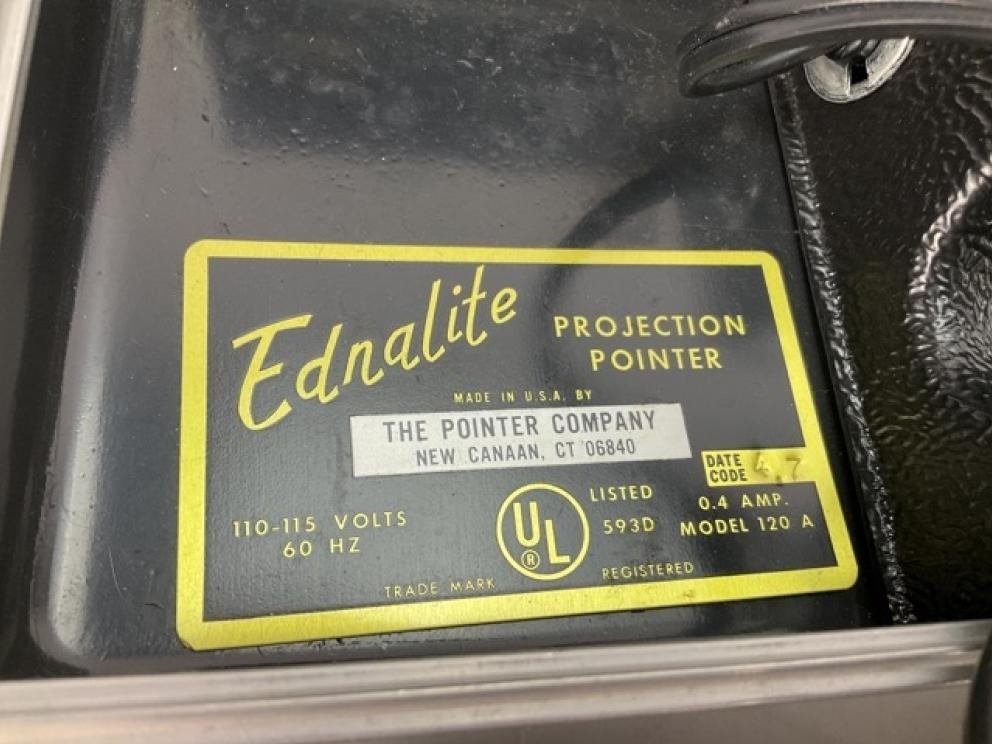 Ednalite
PROJECTION
POINTER
MADE IN U.S.A. BY
THE POINTER COMPANY
NEW CANAAN, CT 06840
DATE
CODE 4 7
110-115 VOLTS
60 HZ
UL
®
LISTED
593D
0.4 AMP.
MODEL 120 A
TRADE MARK REGISTERED